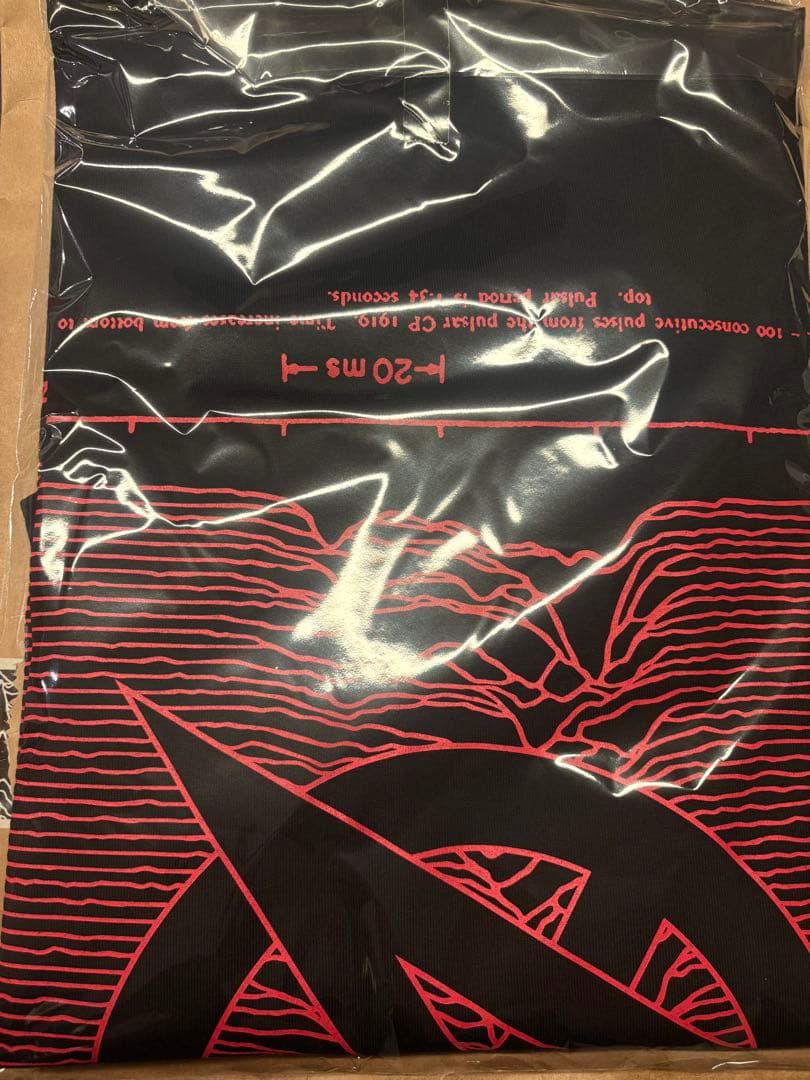 20 ms
- 100 consecutive pulses from the pulsar CP 1919. Time increases from bottom to
top. Pulsar period is 1.34 seconds.